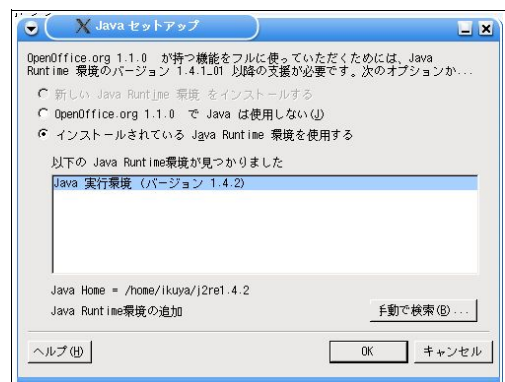 Java セットアップ
OpenOffice.org 1.1.0 が持つ機能をフルに使っていただくためには、Java
Runtime 環境のバージョン 1.4.1_01 以降の支援が必要です。次のオプションか...
新しい Java Runtime 環境 をインストールする
OpenOffice.org 1.1.0 で Java は使用しない(J)
インストールされている Java Runtime 環境を使用する
以下の Java Runtime環境が見つかりました
Java 実行環境 (バージョン 1.4.2)
Java Home = /home/ikuya/j2re1.4.2
Java Runtime環境の追加
手動で検索(B)...
ヘルプ(H)
OK
キャンセル